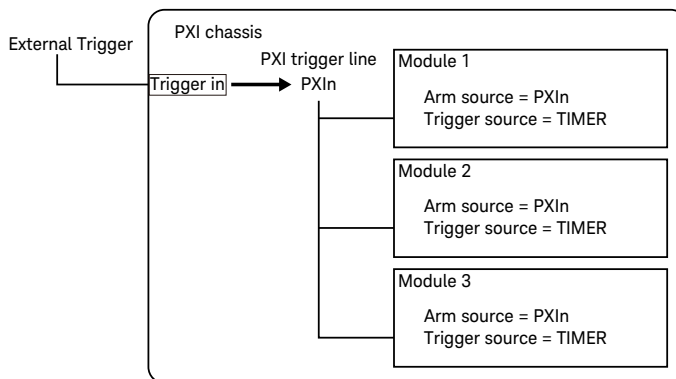 PXI chassis
External Trigger
PXI trigger line
Trigger in
PXIn
Module 1
Arm source = PXIn
Trigger source = TIMER
Module 2
Arm source = PXIn
Trigger source = TIMER
Module 3
Arm source = PXIn
Trigger source = TIMER